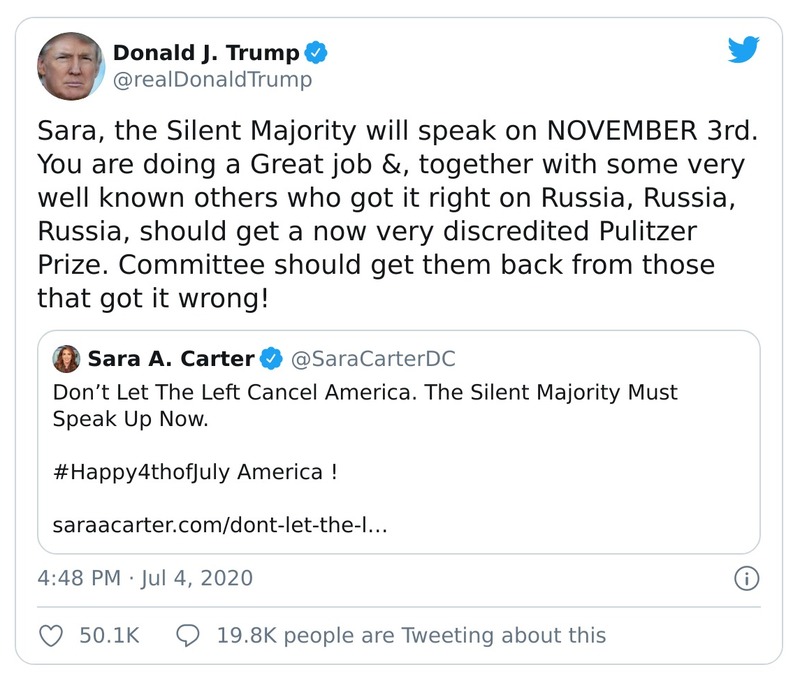 Donald J. Trump
@realDonaldTrump
Sara, the Silent Majority will speak on NOVEMBER 3rd.
You are doing a Great job &, together with some very
well known others who got it right on Russia, Russia,
Russia, should get a now very discredited Pulitzer
Prize. Committee should get them back from those
that got it wrong!
Sara A. Carter @SaraCarterDC
Don’t Let The Left Cancel America. The Silent Majority Must
Speak Up Now.
#Happy4thofJuly America !
saraacarter.com/dont-let-the-l…
4:48 PM · Jul 4, 2020
50.1K 19.8K people are Tweeting about this